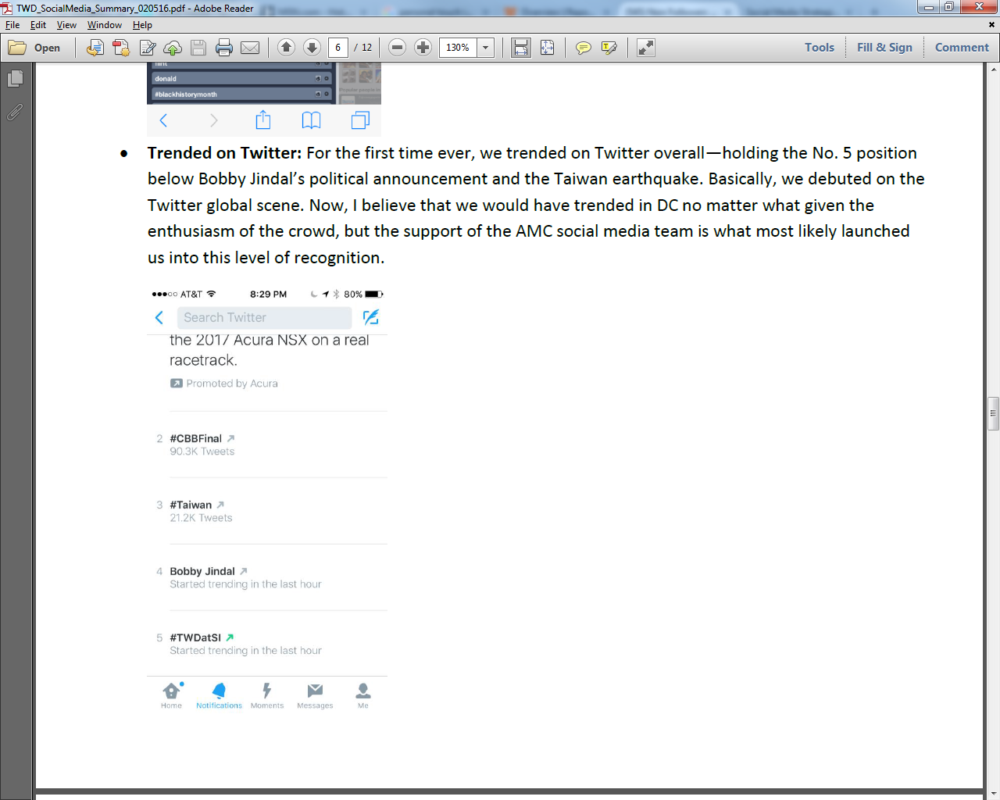 TWD_SocialMedia_Summary_020516.pdf - Adobe Reader
File Edit View Window Help
Open 6 / 12 130% Tools Fill & Sign Comment
donald
#blackhistorymonth
• Trended on Twitter: For the first time ever, we trended on Twitter overall—holding the No. 5 position
below Bobby Jindal’s political announcement and the Taiwan earthquake. Basically, we debuted on the
Twitter global scene. Now, I believe that we would have trended in DC no matter what given the
enthusiasm of the crowd, but the support of the AMC social media team is what most likely launched
us into this level of recognition.
AT&T 8:29 PM 80%
Search Twitter
the 2017 Acura NSX on a real
racetrack.
Promoted by Acura
2 #CBBFinal
90.3K Tweets
3 #Taiwan
21.2K Tweets
4 Bobby Jindal
Started trending in the last hour
5 #TWDatSI
Started trending in the last hour
Home Notifications Moments Messages Me